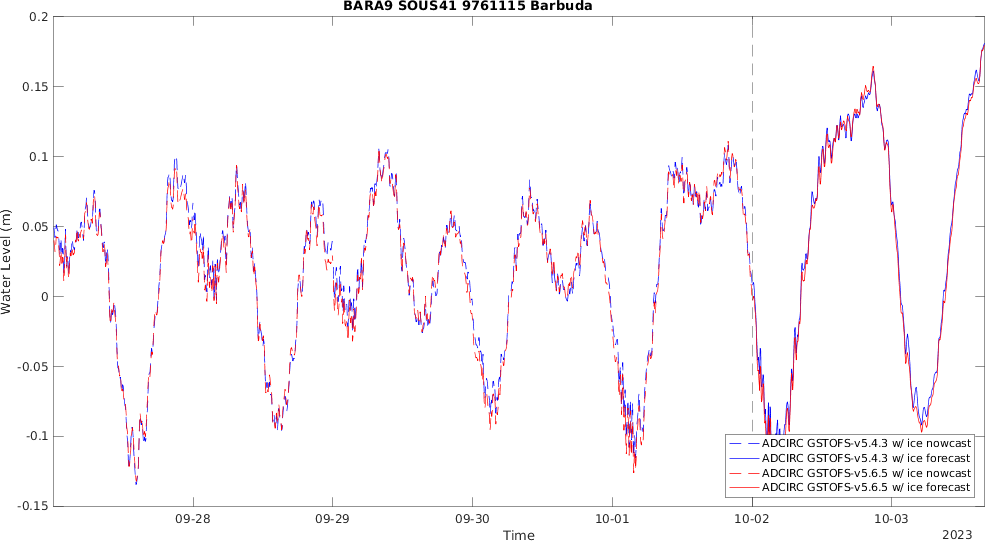 BARA9 SOUS41 9761115 Barbuda
0.2
0.15
0.1
0.05
0
-0.05
-0.1
-0.15
Water Level (m)
09-28 09-29 09-30 10-01 10-02 10-03
Time
2023
ADCIRC GSTOFS-v5.4.3 w/ ice nowcast
ADCIRC GSTOFS-v5.4.3 w/ ice forecast
ADCIRC GSTOFS-v5.6.5 w/ ice nowcast
ADCIRC GSTOFS-v5.6.5 w/ ice forecast